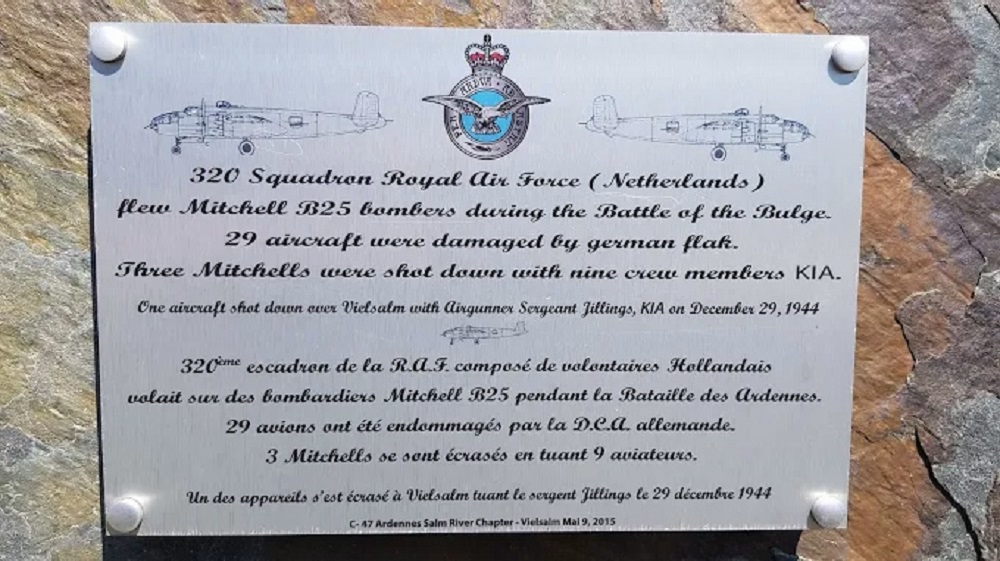 PER ARDVA AD ASTRA
320 Squadron Royal Air Force (Netherlands)
flew Mitchell B25 bombers during the Battle of the Bulge.
29 aircraft were damaged by german flak.
Three Mitchells were shot down with nine crew members KIA.
One aircraft shot down over Vielsalm with Airgunner Sergeant Jillings, KIA on December 29, 1944
320ème escadron de la R.A.F. composé de volontaires Hollandais
volait sur des bombardiers Mitchell B25 pendant la Bataille des Ardennes.
29 avions ont été endommagés par la D.C.A. allemande.
3 Mitchells se sont écrasés en tuant 9 aviateurs.
Un des appareils s'est écrasé à Vielsalm tuant le sergent Jillings le 29 décembre 1944
C- 47 Ardennes Salm River Chapter - Vielsalm Mai 9, 2015